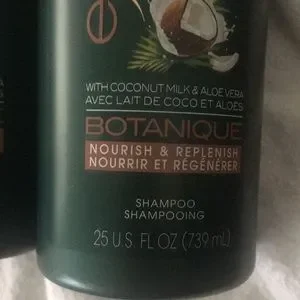 e
WITH COCONUT MILK & ALOE VERA
AVEC LAIT DE COCO ET ALOÈS
BOTANIQUE
NOURISH & REPLENISH
NOURRIR ET RÉGÉNÉRER
SHAMPOO
SHAMPOOING
25 U.S. FL OZ (739 mL)